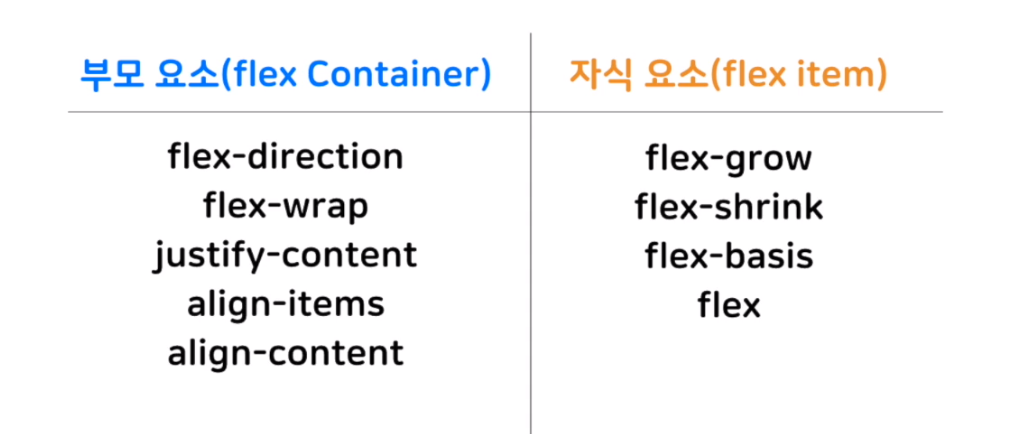 부모 요소(flex Container)
flex-direction
flex-wrap
justify-content
align-items
align-content
자식 요소(flex item)
flex-grow
flex-shrink
flex-basis
flex